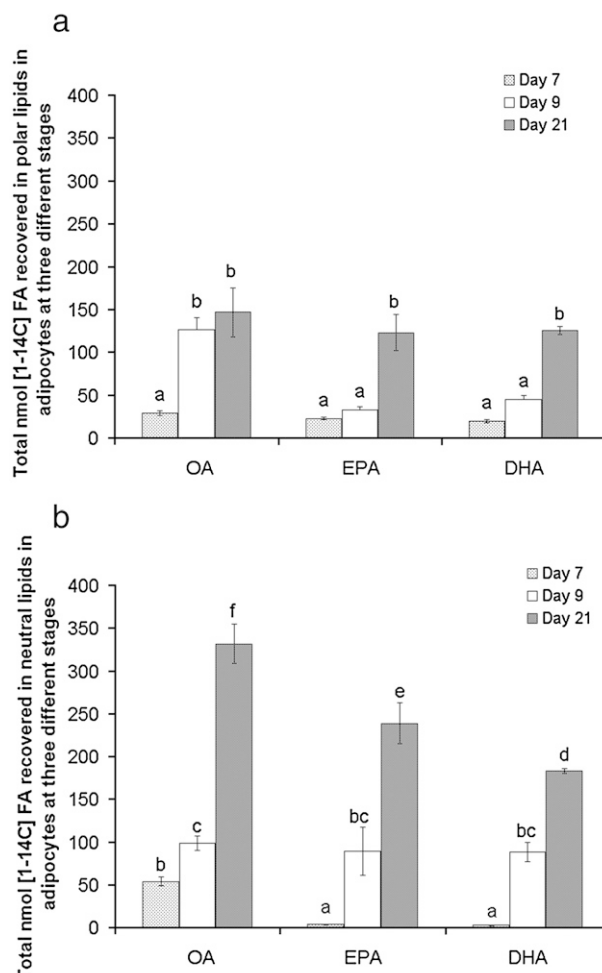 a
Total nmol [1-14C] FA recovered in polar lipids in
adipocytes at three different stages
Day 7
Day 9
Day 21
400
350
300
250
200
150
100
50
0
a
b
b
a
a
b
a
a
b
OA
EPA
DHA
b
Total nmol [1-14C] FA recovered in neutral lipids in
adipocytes at three different stages
Day 7
Day 9
Day 21
400
350
300
250
200
150
100
50
0
b
c
f
a
bc
e
a
bc
d
OA
EPA
DHA